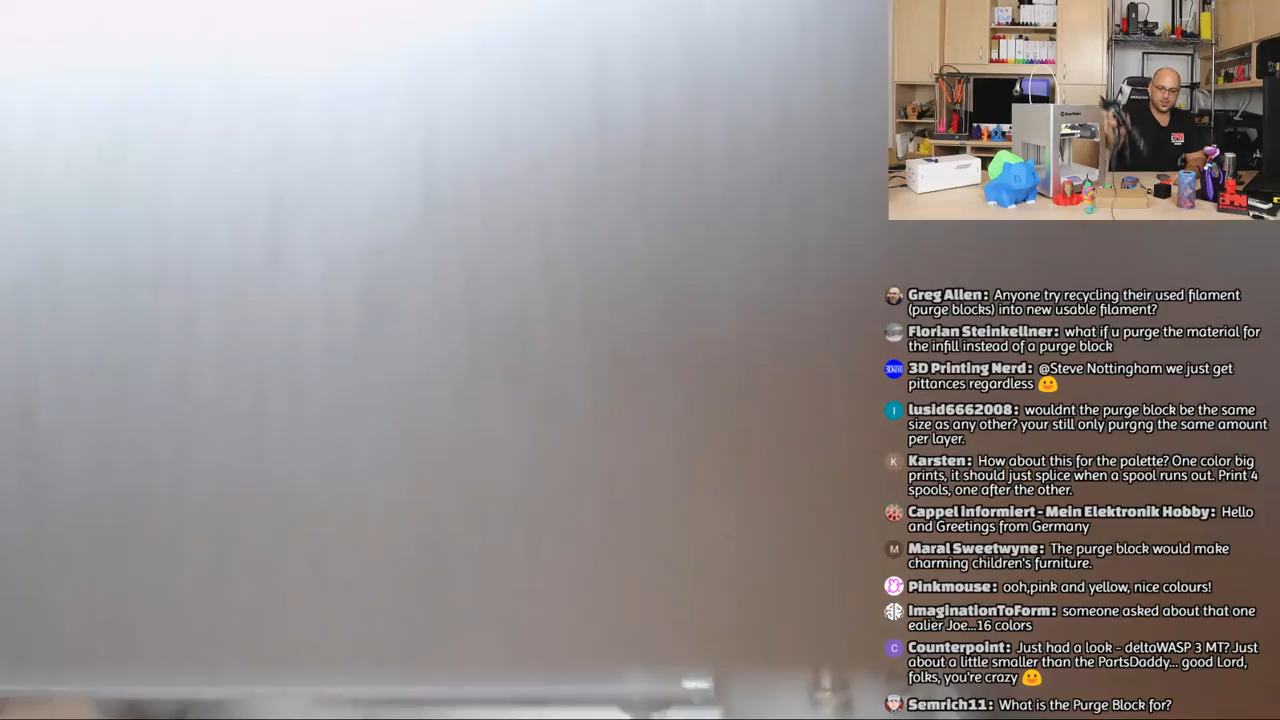 Greg Allen: Anyone try recycling their used filament
(purge blocks) into new usable filament?
Florian Steinkellner: what if u purge the material for
the infill instead of a purge block
3D Printing Nerd: @Steve Nottingham we just get
pittances regardless
lusid6662008: wouldnt the purge block be the same
size as any other? your still only purgng the same amount
per layer.
K
Karsten: How about this for the palette? One color big
prints, it should just splice when a spool runs out. Print 4
spools, one after the other.
Cappel informiert - Mein Elektronik Hobby: Hello
and Greetings from Germany
M
Maral Sweetwyne: The purge block would make
charming children's furniture.
Pinkmouse: ooh,pink and yellow, nice colours!
ImaginationToForm: someone asked about that one
ealier Joe...16 colors
C
Counterpoint: Just had a look - deltaWASP 3 MT? Just
about a little smaller than the PartsDaddy... good Lord,
folks, you're crazy
Semrich11: What is the Purge Block for?